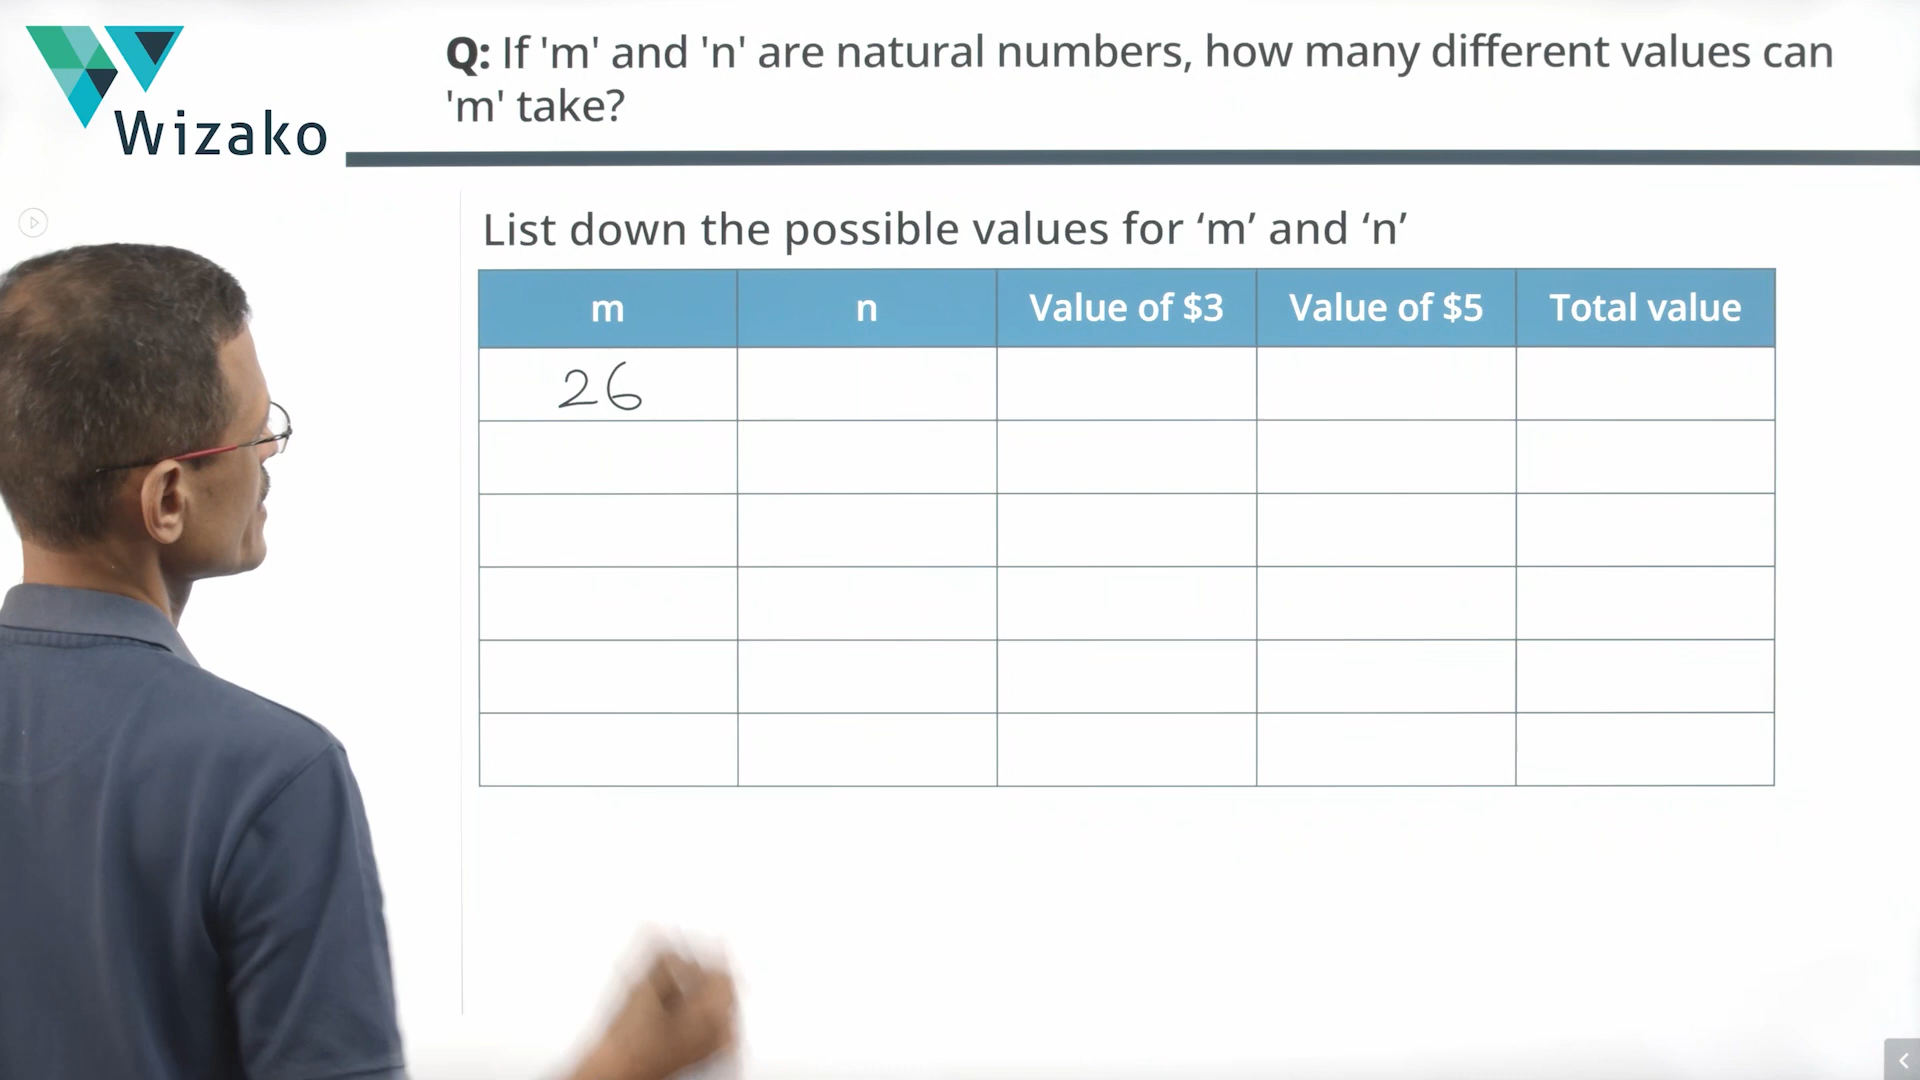 Wizako
Q: If 'm' and 'n' are natural numbers, how many different values can
'm' take?
List down the possible values for ‘m’ and ‘n’
m n Value of $3 Value of $5 Total value
26